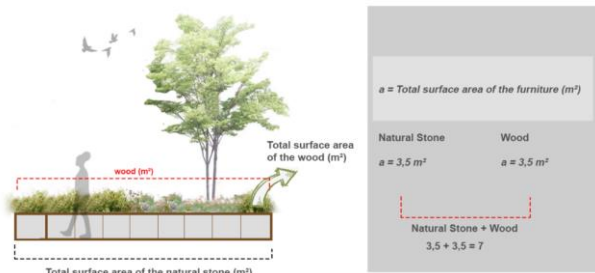 Total surface area
of the wood (m²)
wood (m²)
Total surface area of the natural stone (m²)
a = Total surface area of the furniture (m²)
Natural Stone Wood
a = 3,5 m² a = 3,5 m²
Natural Stone + Wood
3,5 + 3,5 = 7